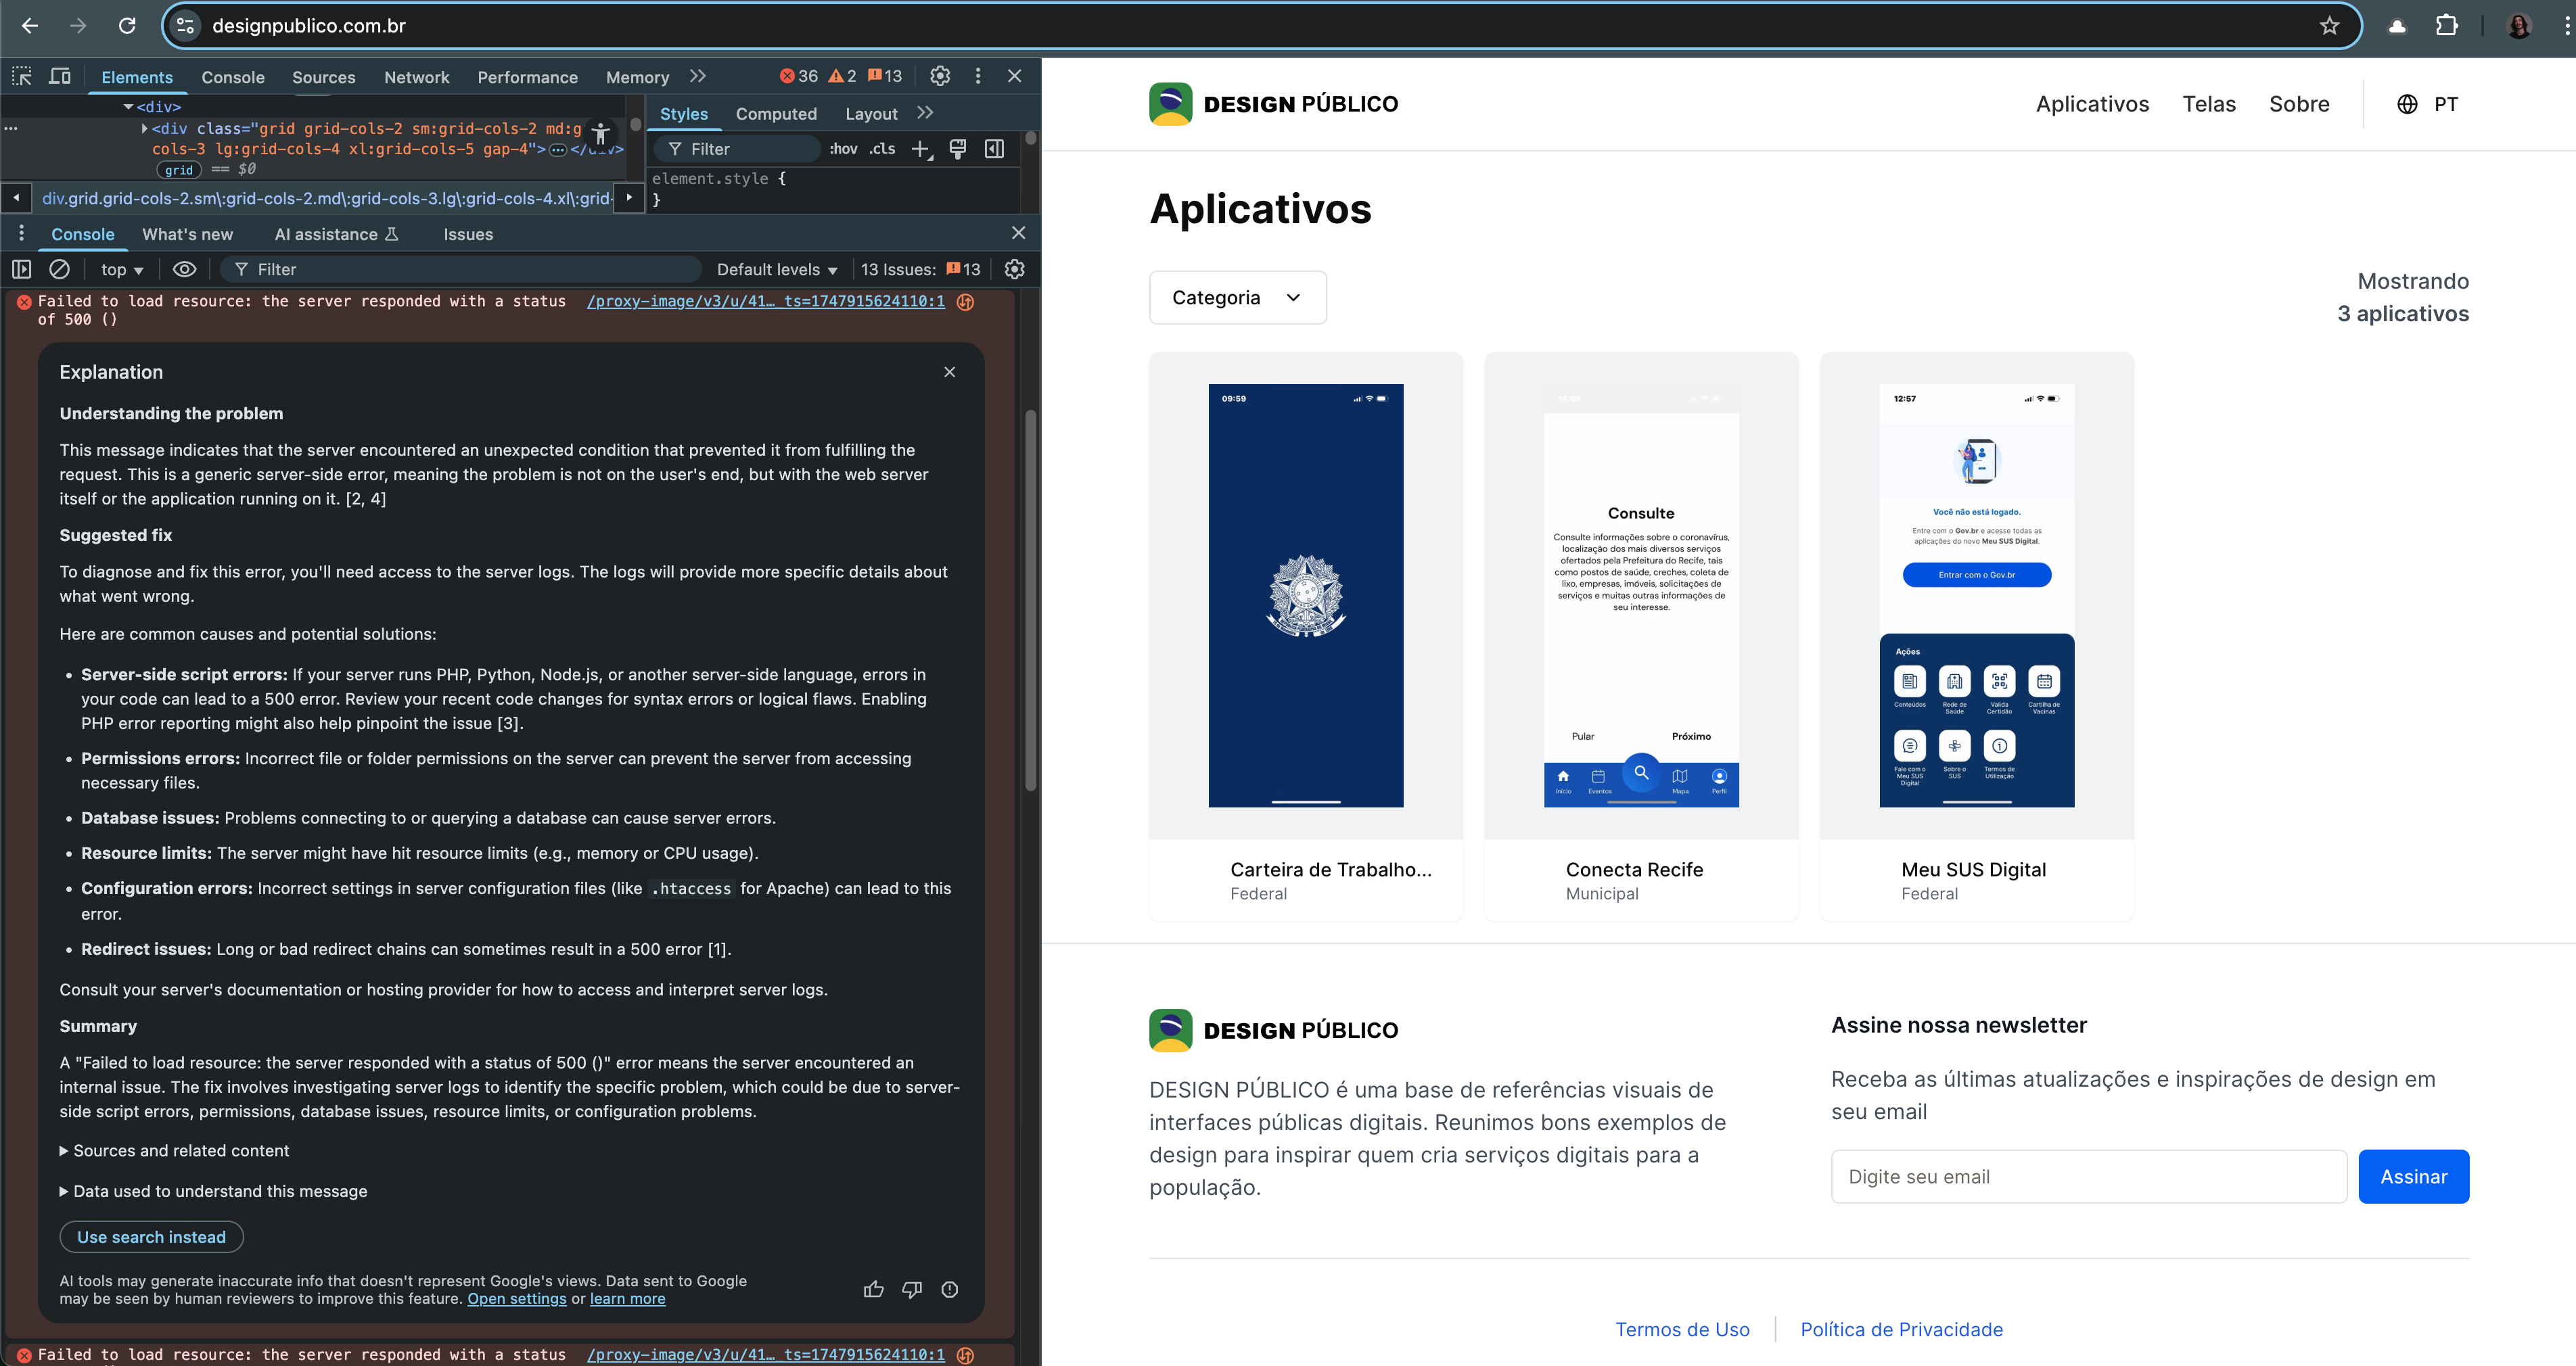 designpublico.com.br
Elements
Console
Sources
Network
Performance
Memory
36
2
13
<div>
<div class="grid grid-cols-2 sm:grid-cols-2 md:g
cols-3 lg:grid-cols-4 xl:grid-cols-5 gap-4">
grid
== $0
div.grid.grid-cols-2.sm\:grid-cols-2.md\:grid-cols-3.lg\:grid-cols-4.xl\:grid-
Styles
Computed
Layout
Filter
:hov
.cls
element.style {
}
Console
What's new
AI assistance
Issues
top
Filter
Default levels
13 Issues:
13
Failed to load resource: the server responded with a status
of 500 ()
/proxy-image/v3/u/41…_ts=1747915624110:1
Explanation
Understanding the problem
This message indicates that the server encountered an unexpected condition that prevented it from fulfilling the
request. This is a generic server-side error, meaning the problem is not on the user's end, but with the web server
itself or the application running on it. [2, 4]
Suggested fix
To diagnose and fix this error, you'll need access to the server logs. The logs will provide more specific details about
what went wrong.
Here are common causes and potential solutions:
Server-side script errors: If your server runs PHP, Python, Node.js, or another server-side language, errors in
your code can lead to a 500 error. Review your recent code changes for syntax errors or logical flaws. Enabling
PHP error reporting might also help pinpoint the issue [3].
Permissions errors: Incorrect file or folder permissions on the server can prevent the server from accessing
necessary files.
Database issues: Problems connecting to or querying a database can cause server errors.
Resource limits: The server might have hit resource limits (e.g., memory or CPU usage).
Configuration errors: Incorrect settings in server configuration files (like .htaccess for Apache) can lead to this
error.
Redirect issues: Long or bad redirect chains can sometimes result in a 500 error [1].
Consult your server's documentation or hosting provider for how to access and interpret server logs.
Summary
A "Failed to load resource: the server responded with a status of 500 ()" error means the server encountered an
internal issue. The fix involves investigating server logs to identify the specific problem, which could be due to server-
side script errors, permissions, database issues, resource limits, or configuration problems.
Sources and related content
Data used to understand this message
Use search instead
AI tools may generate inaccurate info that doesn't represent Google's views. Data sent to Google
may be seen by human reviewers to improve this feature. Open settings or learn more
Failed to load resource: the server responded with a status
/proxy-image/v3/u/41…_ts=1747915624110:1
DESIGN PÚBLICO
Aplicativos
Telas
Sobre
PT
Aplicativos
Categoria
Mostrando
3 aplicativos
09:59
Consulte
Consulte informações sobre o coronavírus,
localização dos mais diversos serviços
ofertados pela Prefeitura do Recife, tais
como postos de saúde, creches, coleta de
lixo, empresas, imóveis, solicitações de
serviços e muitas outras informações de
seu interesse.
Pular
Próximo
Início
Eventos
Mapa
Perfil
12:57
Você não está logado.
Entre com o Gov.br e acesse todas as
aplicações do novo Meu SUS Digital.
Entrar com o Gov.br
Ações
Conteúdos
Rede de
Saúde
Valida
Certidão
Cartilha de
Vacinas
Fale com o
Meu SUS
Digital
Sobre o
SUS
Termos de
Utilização
Carteira de Trabalho...
Federal
Conecta Recife
Municipal
Meu SUS Digital
Federal
DESIGN PÚBLICO
DESIGN PÚBLICO é uma base de referências visuais de
interfaces públicas digitais. Reunimos bons exemplos de
design para inspirar quem cria serviços digitais para a
população.
Assine nossa newsletter
Receba as últimas atualizações e inspirações de design em
seu email
Digite seu email
Assinar
Termos de Uso
Política de Privacidade